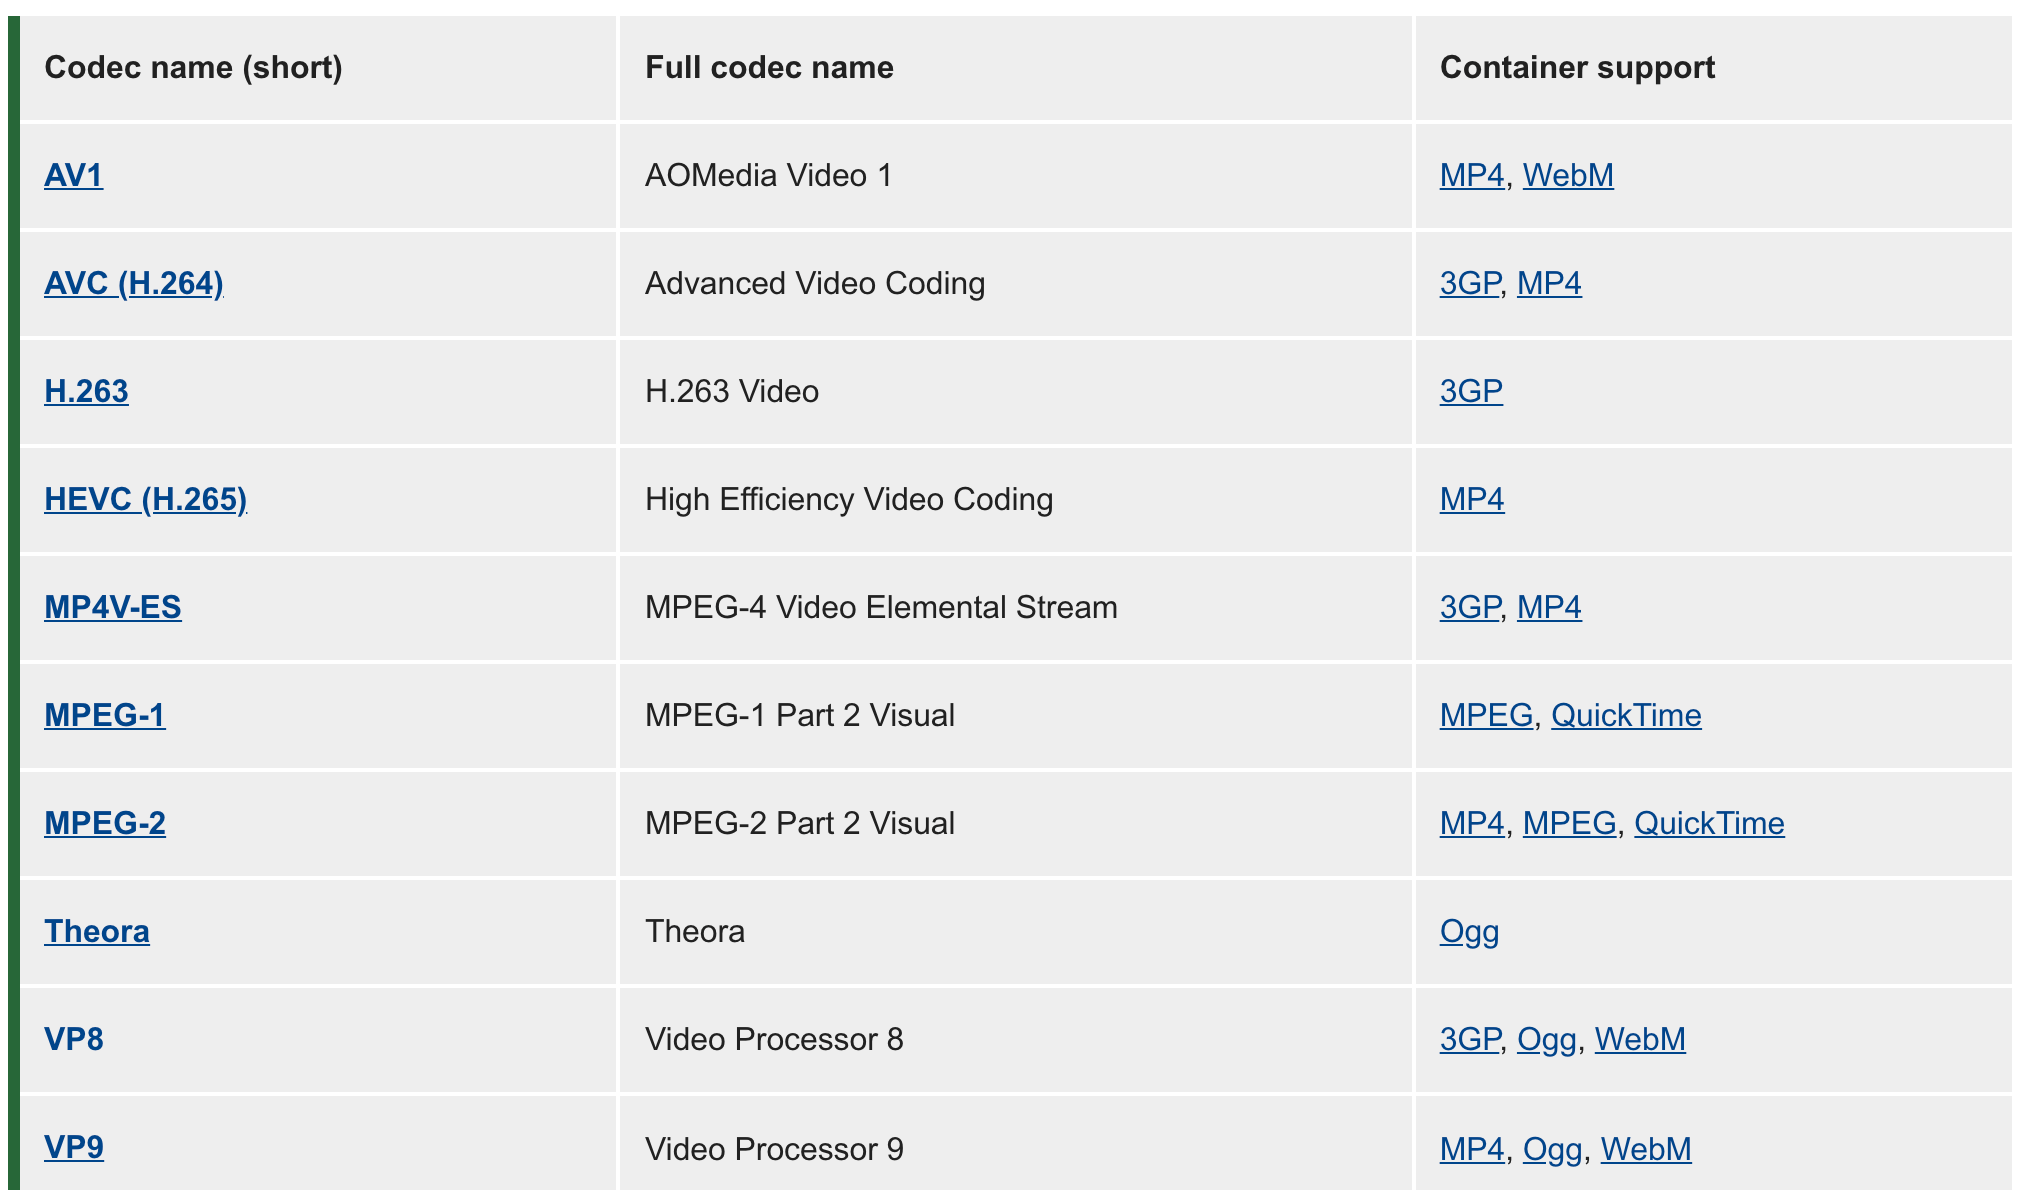 Codec name (short) Full codec name Container support
AV1 AOMedia Video 1 MP4, WebM
AVC (H.264) Advanced Video Coding 3GP, MP4
H.263 H.263 Video 3GP
HEVC (H.265) High Efficiency Video Coding MP4
MP4V-ES MPEG-4 Video Elemental Stream 3GP, MP4
MPEG-1 MPEG-1 Part 2 Visual MPEG, QuickTime
MPEG-2 MPEG-2 Part 2 Visual MP4, MPEG, QuickTime
Theora Theora Ogg
VP8 Video Processor 8 3GP, Ogg, WebM
VP9 Video Processor 9 MP4, Ogg, WebM